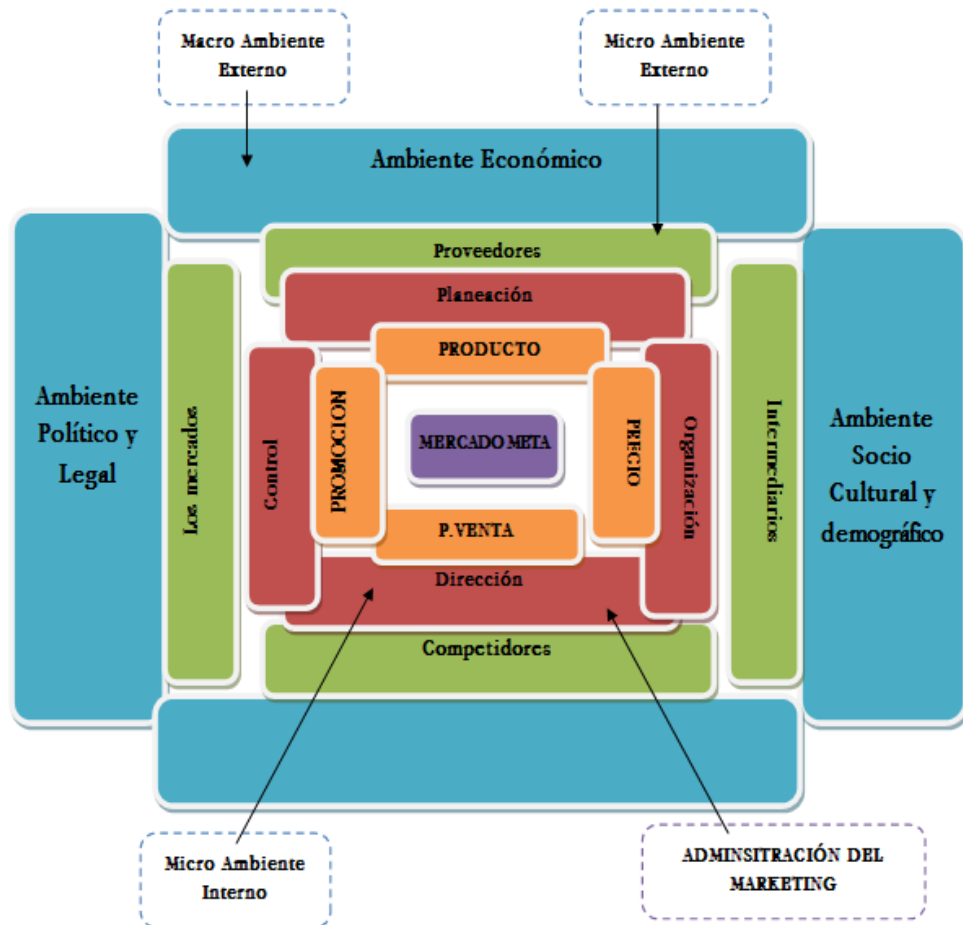 Macro Ambiente
Externo
Micro Ambiente
Externo
Ambiente Económico
Proveedores
Planeación
PRODUCTO
Ambiente
Político y
Legal
Los mercados
Control
PROMOCION
MERCADO META
PRECIO
Organización
Intermediarios
Ambiente
Socio
Cultural y
demográfico
P.VENTA
Dirección
Competidores
Micro Ambiente
Interno
ADMINSITRACIÓN DEL
MARKETING